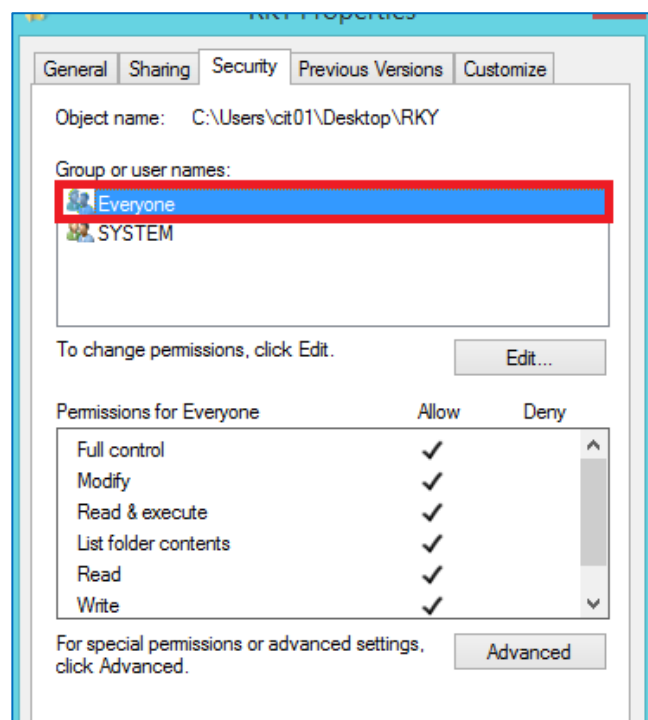 RKY Properties
General Sharing Security Previous Versions Customize
Object name: C:\Users\cit01\Desktop\RKY
Group or user names:
Everyone
SYSTEM
To change permissions, click Edit.
Edit...
Permissions for Everyone Allow Deny
Full control
Modify
Read & execute
List folder contents
Read
Write
For special permissions or advanced settings,
click Advanced.
Advanced